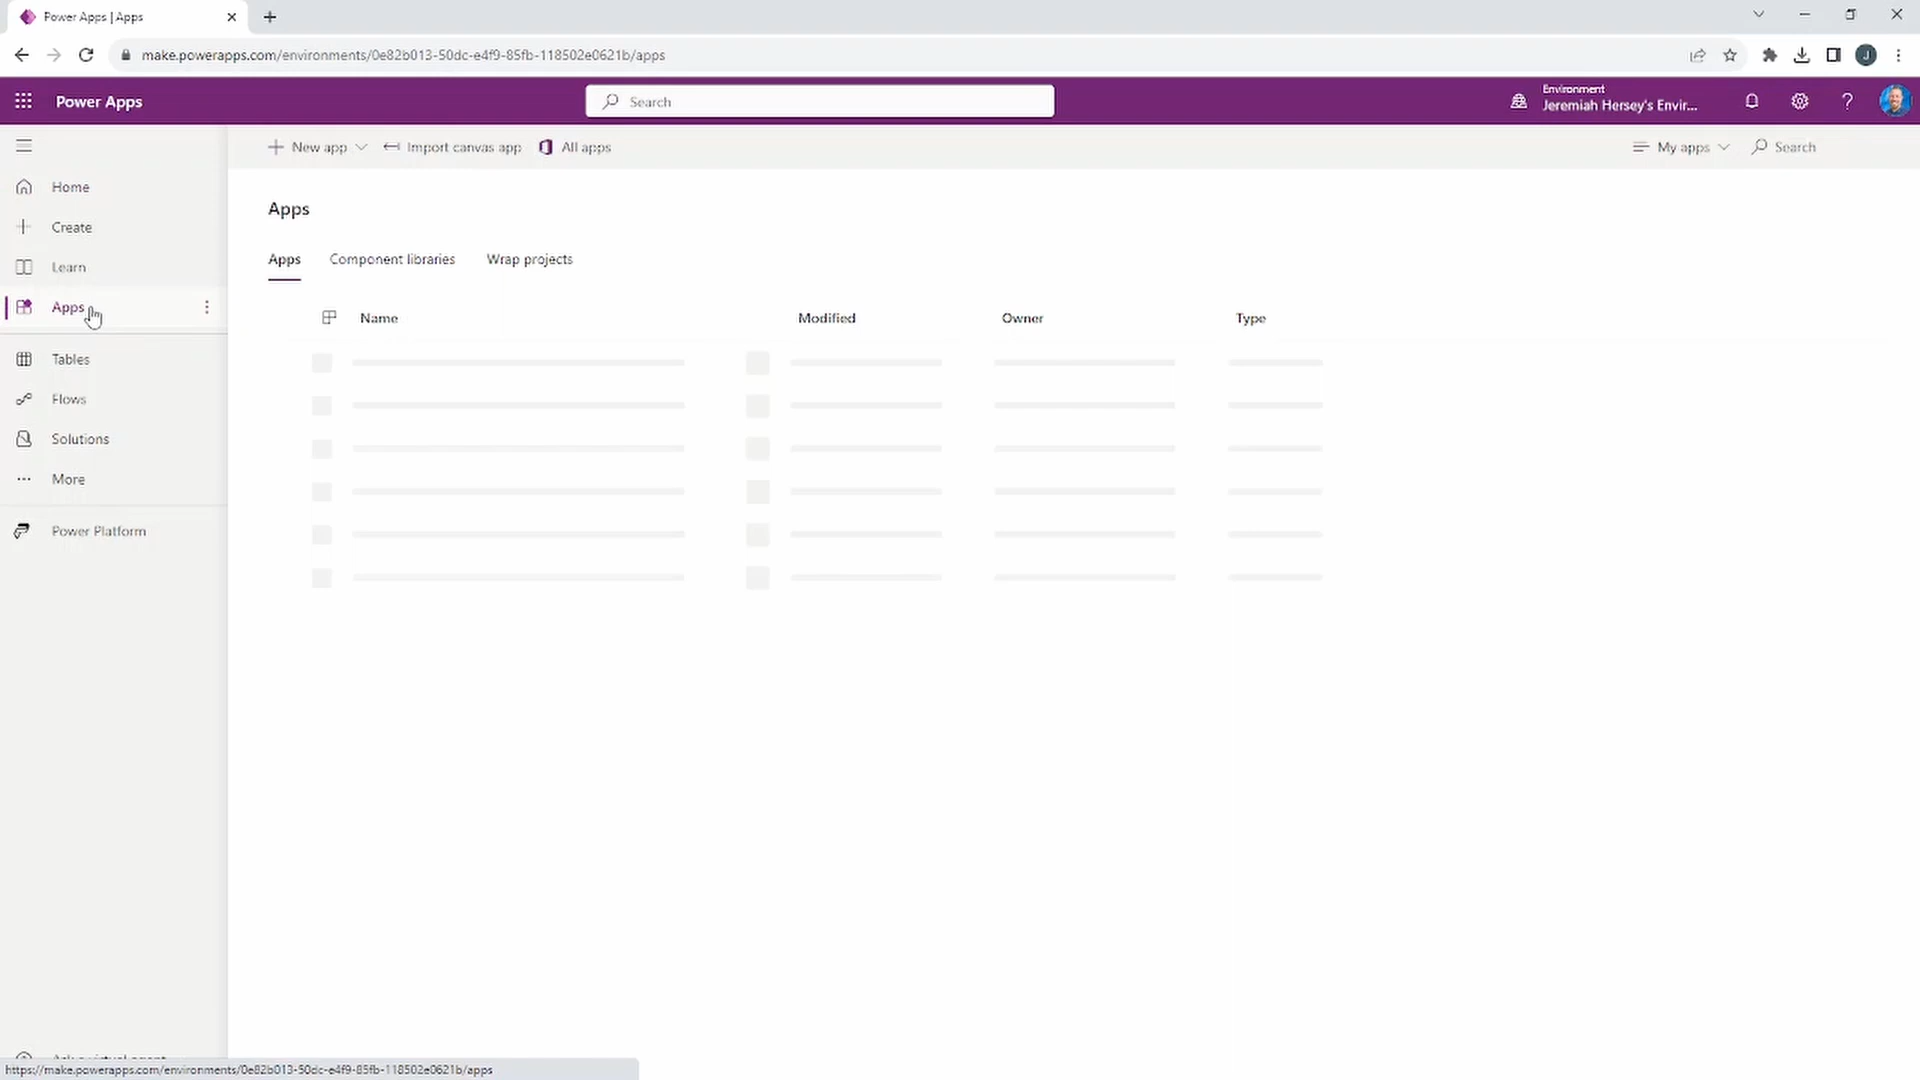 Power Apps | Apps
make.powerapps.com/environments/0e82b013-50dc-e4f9-85fb-118502e0621b/apps
J
Power Apps
Search
Environment
Jeremiah Hersey's Envir...
New app
Import canvas app
All apps
My apps
Search
Home
Create
Learn
Apps
Tables
Flows
Solutions
More
Power Platform
Apps
Apps
Component libraries
Wrap projects
Name
Modified
Owner
Type
https://make.powerapps.com/environments/0e82b013-50dc-e4f9-85fb-118502e0621b/apps